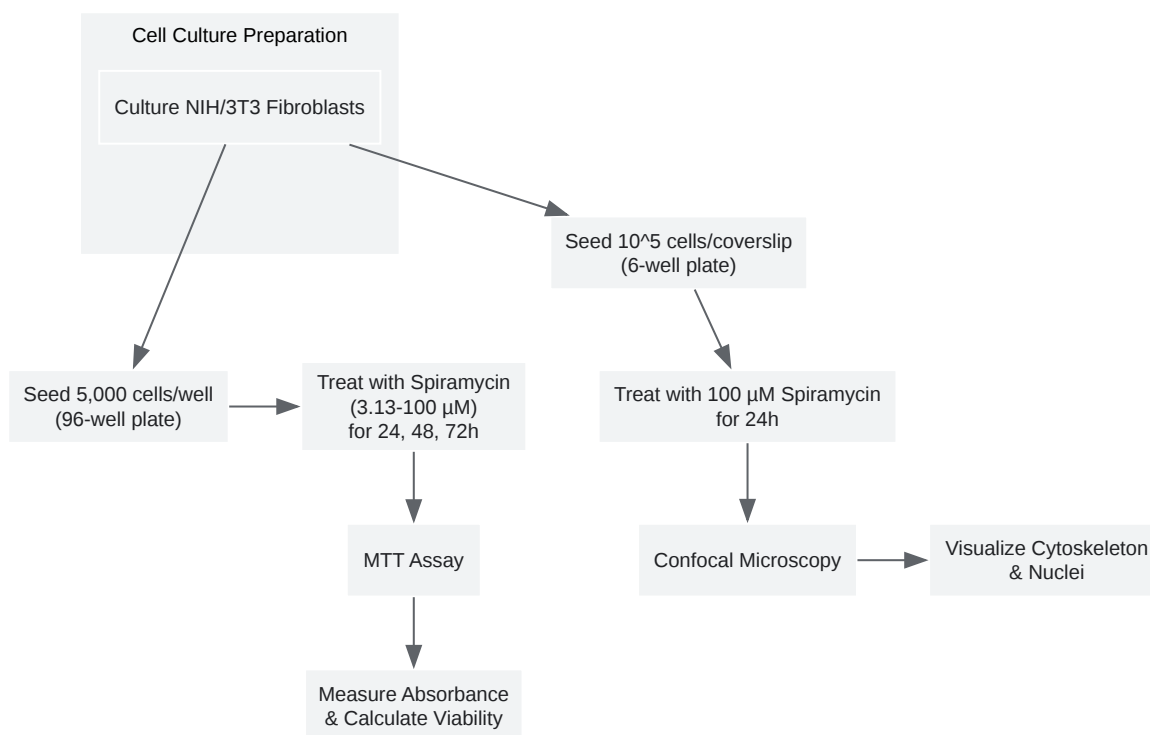 Cell Culture Preparation
Culture NIH/3T3 Fibroblasts
Seed 10^5 cells/coverslip
(6-well plate)
Seed 5,000 cells/well
(96-well plate)
Treat with Spiramycin
(3.13-100 µM)
for 24, 48, 72h
Treat with 100 µM Spiramycin
for 24h
MTT Assay
Confocal Microscopy
Visualize Cytoskeleton
& Nuclei
Measure Absorbance
& Calculate Viability